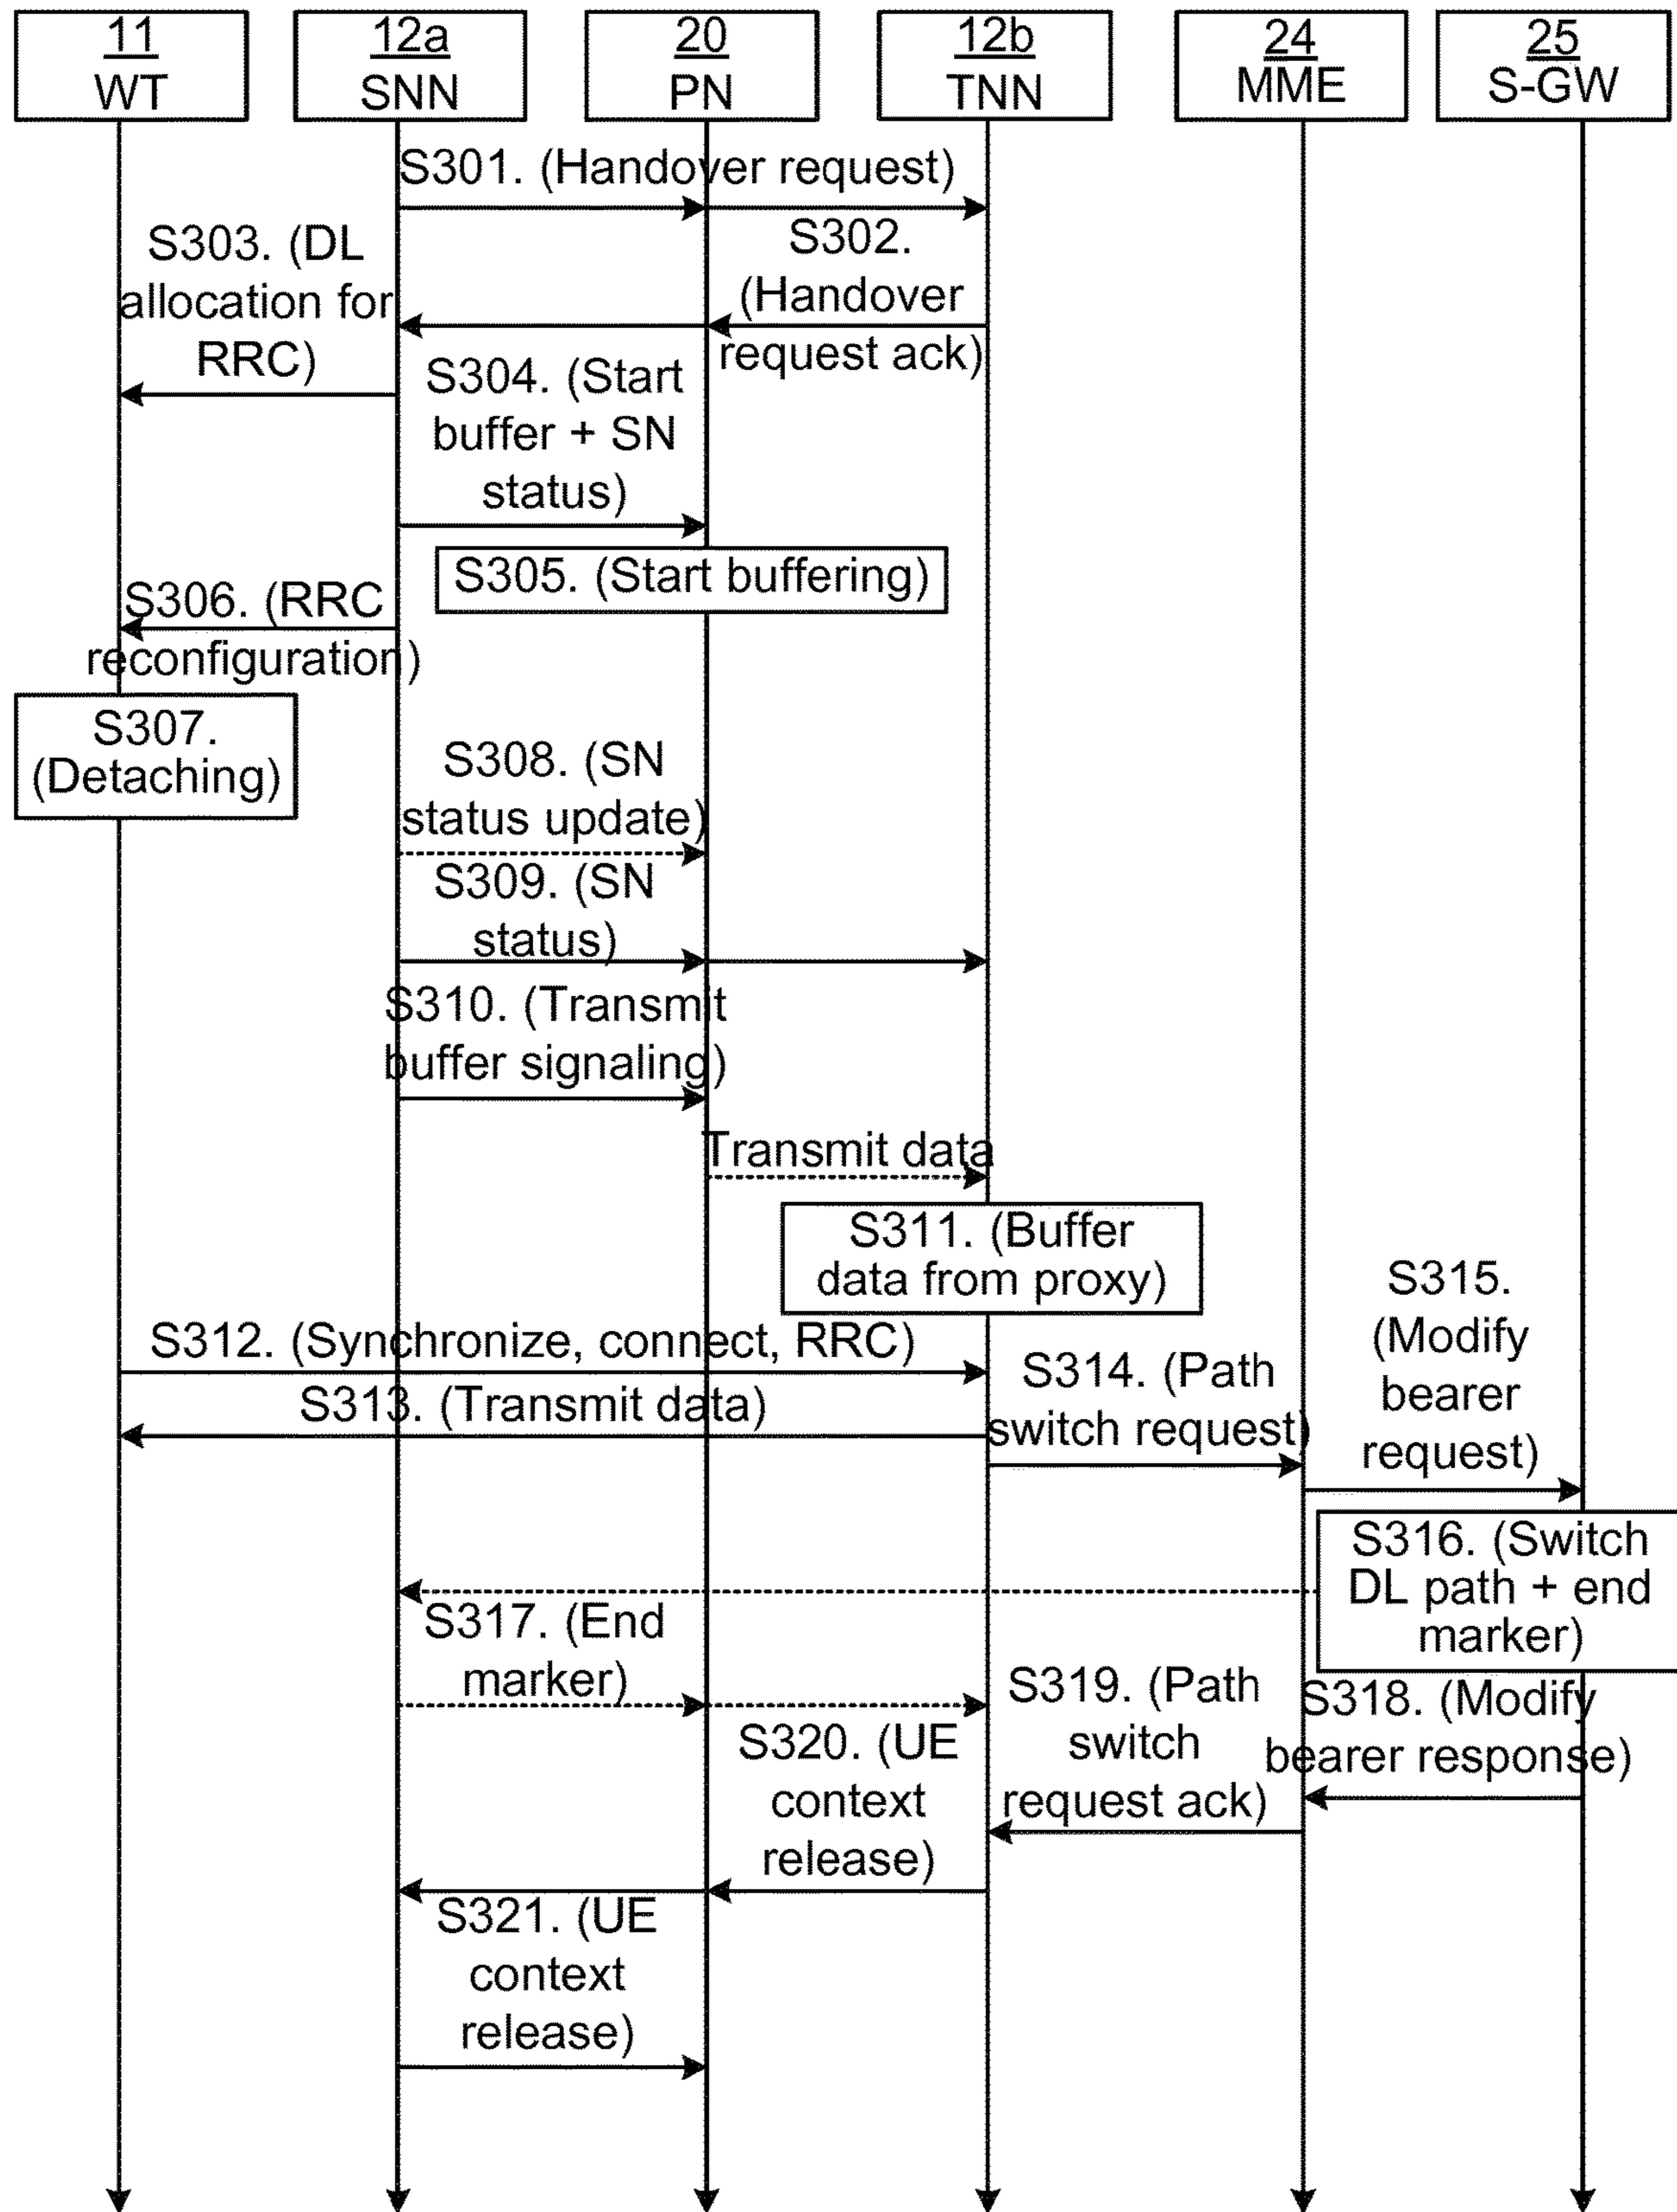 11
WT
12a
SNN
20
PN
12b
TNN
24
MME
25
S-GW
S301. (Handover request)
S302.
(Handover
request ack)
S303. (DL
allocation for
RRC)
S304. (Start
buffer + SN
status)
S305. (Start buffering)
S306. (RRC
reconfiguration)
S307.
(Detaching)
S308. (SN
status update)
S309. (SN
status)
S310. (Transmit
buffer signaling)
Transmit data
S311. (Buffer
data from proxy)
S312. (Synchronize, connect, RRC)
S313. (Transmit data)
S314. (Path
switch request)
S315.
(Modify
bearer
request)
S316. (Switch
DL path + end
marker)
S317. (End
marker)
S318. (Modify
bearer response)
S319. (Path
switch
request ack)
S320. (UE
context
release)
S321. (UE
context
release)